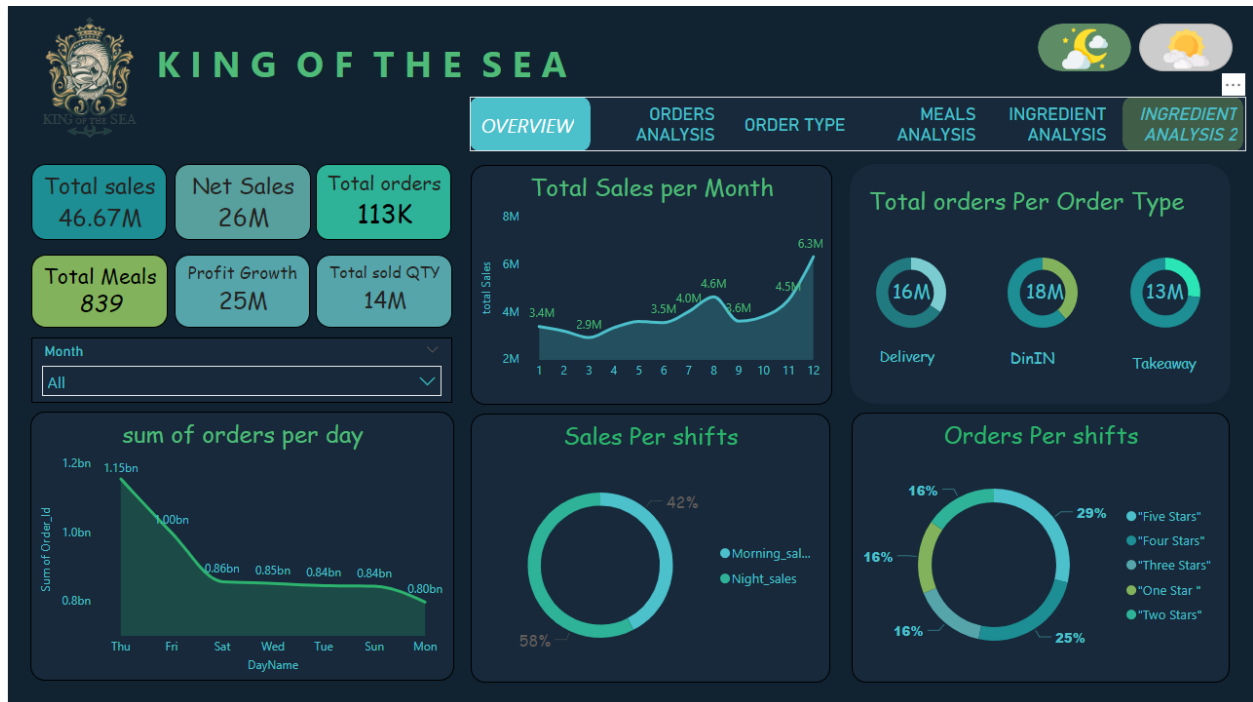 KING OF THE SEA
KING OF THE SEA
...
OVERVIEW
ORDERS
ANALYSIS
ORDER TYPE
MEALS
ANALYSIS
INGREDIENT
ANALYSIS
INGREDIENT
ANALYSIS 2
Total sales
46.67M
Net Sales
26M
Total orders
113K
Total Meals
839
Profit Growth
25M
Total sold QTY
14M
Month
All
Total Sales per Month
total Sales
8M
6M
4M
2M
3.4M
2.9M
3.5M
4.0M
4.6M
3.6M
4.5M
6.3M
1 2 3 4 5 6 7 8 9 10 11 12
Total orders Per Order Type
16M
18M
13M
Delivery
DinIN
Takeaway
sum of orders per day
Sum of Order_Id
1.2bn
1.0bn
0.8bn
1.15bn
1.00bn
0.86bn
0.85bn
0.84bn
0.84bn
0.80bn
Thu Fri Sat Wed Tue Sun Mon
DayName
Sales Per shifts
42%
58%
Morning_sal...
Night_sales
Orders Per shifts
16%
29%
16%
16%
25%
"Five Stars"
"Four Stars"
"Three Stars"
"One Star "
"Two Stars"